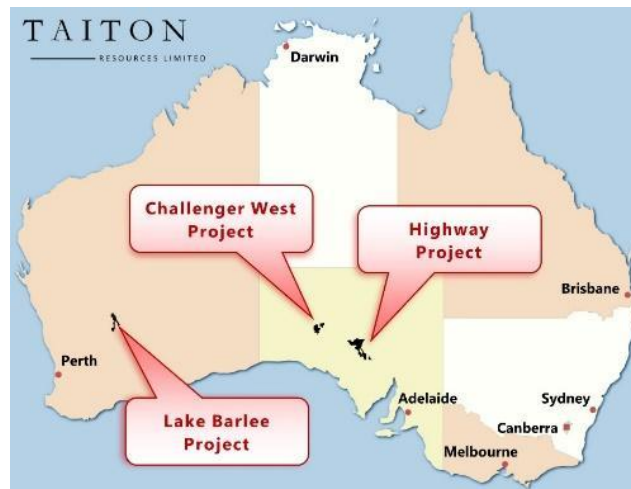 TAITON
RESOURCES LIMITED
Darwin
Challenger West
Project
Highway
Project
Brisbane
Perth
Lake Barlee
Project
Adelaide
Sydney
Canberra
Melbourne